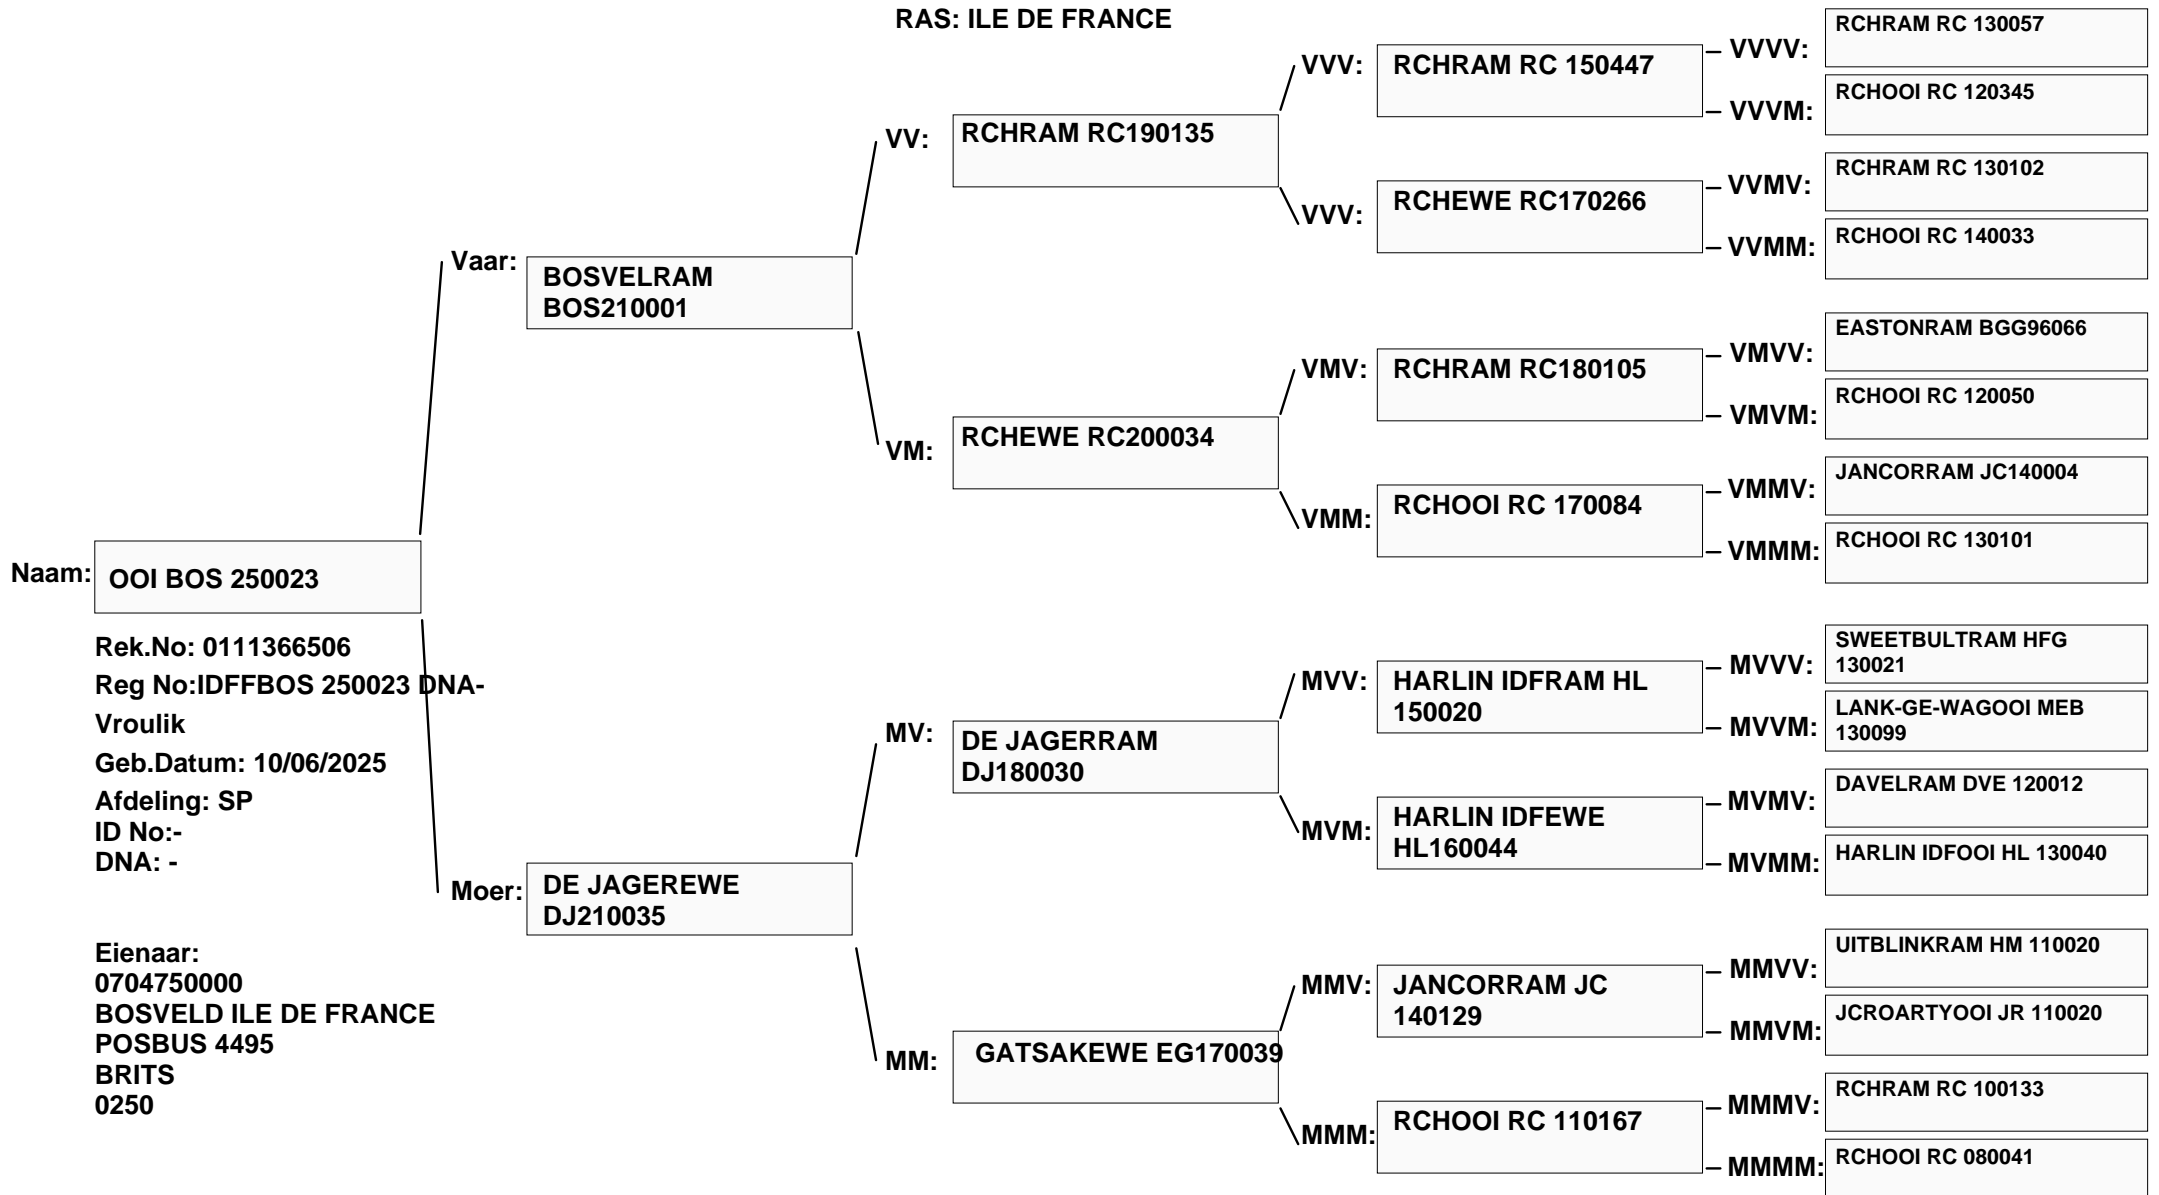 RAS: ILE DE FRANCE
Naam:
OOI BOS 250023
Rek.No: 0111366506
Reg No:IDFFBOS 250023 DNA-
Vroulik
Geb.Datum: 10/06/2025
Afdeling: SP
ID No:-
DNA: -
Eienaar:
0704750000
BOSVELD ILE DE FRANCE
POSBUS 4495
BRITS
0250
Vaar:
BOSVELRAM
BOS210001
Moer:
DE JAGEREWE
DJ210035
VV:
RCHRAM RC190135
VM:
RCHEWE RC200034
MV:
DE JAGERRAM
DJ180030
MM:
GATSAKEWE EG170039
VVV:
RCHRAM RC 150447
VVV:
RCHEWE RC170266
VMV:
RCHRAM RC180105
VMM:
RCHOOI RC 170084
MVV:
HARLIN IDFRAM HL
150020
MVM:
HARLIN IDFEWE
HL160044
MMV:
JANCORRAM JC
140129
MMM:
RCHOOI RC 110167
VVVV:
RCHRAM RC 130057
VVVM:
RCHOOI RC 120345
VVMV:
RCHRAM RC 130102
VVMM:
RCHOOI RC 140033
VMVV:
EASTONRAM BGG96066
VMVM:
RCHOOI RC 120050
VMMV:
JANCORRAM JC140004
VMMM:
RCHOOI RC 130101
MVVV:
SWEETBULTRAM HFG
130021
MVVM:
LANK-GE-WAGOOI MEB
130099
MVMV:
DAVELRAM DVE 120012
MVMM:
HARLIN IDFOOI HL 130040
MMVV:
UITBLINKRAM HM 110020
MMVM:
JCROARTYOOI JR 110020
MMMV:
RCHRAM RC 100133
MMMM:
RCHOOI RC 080041